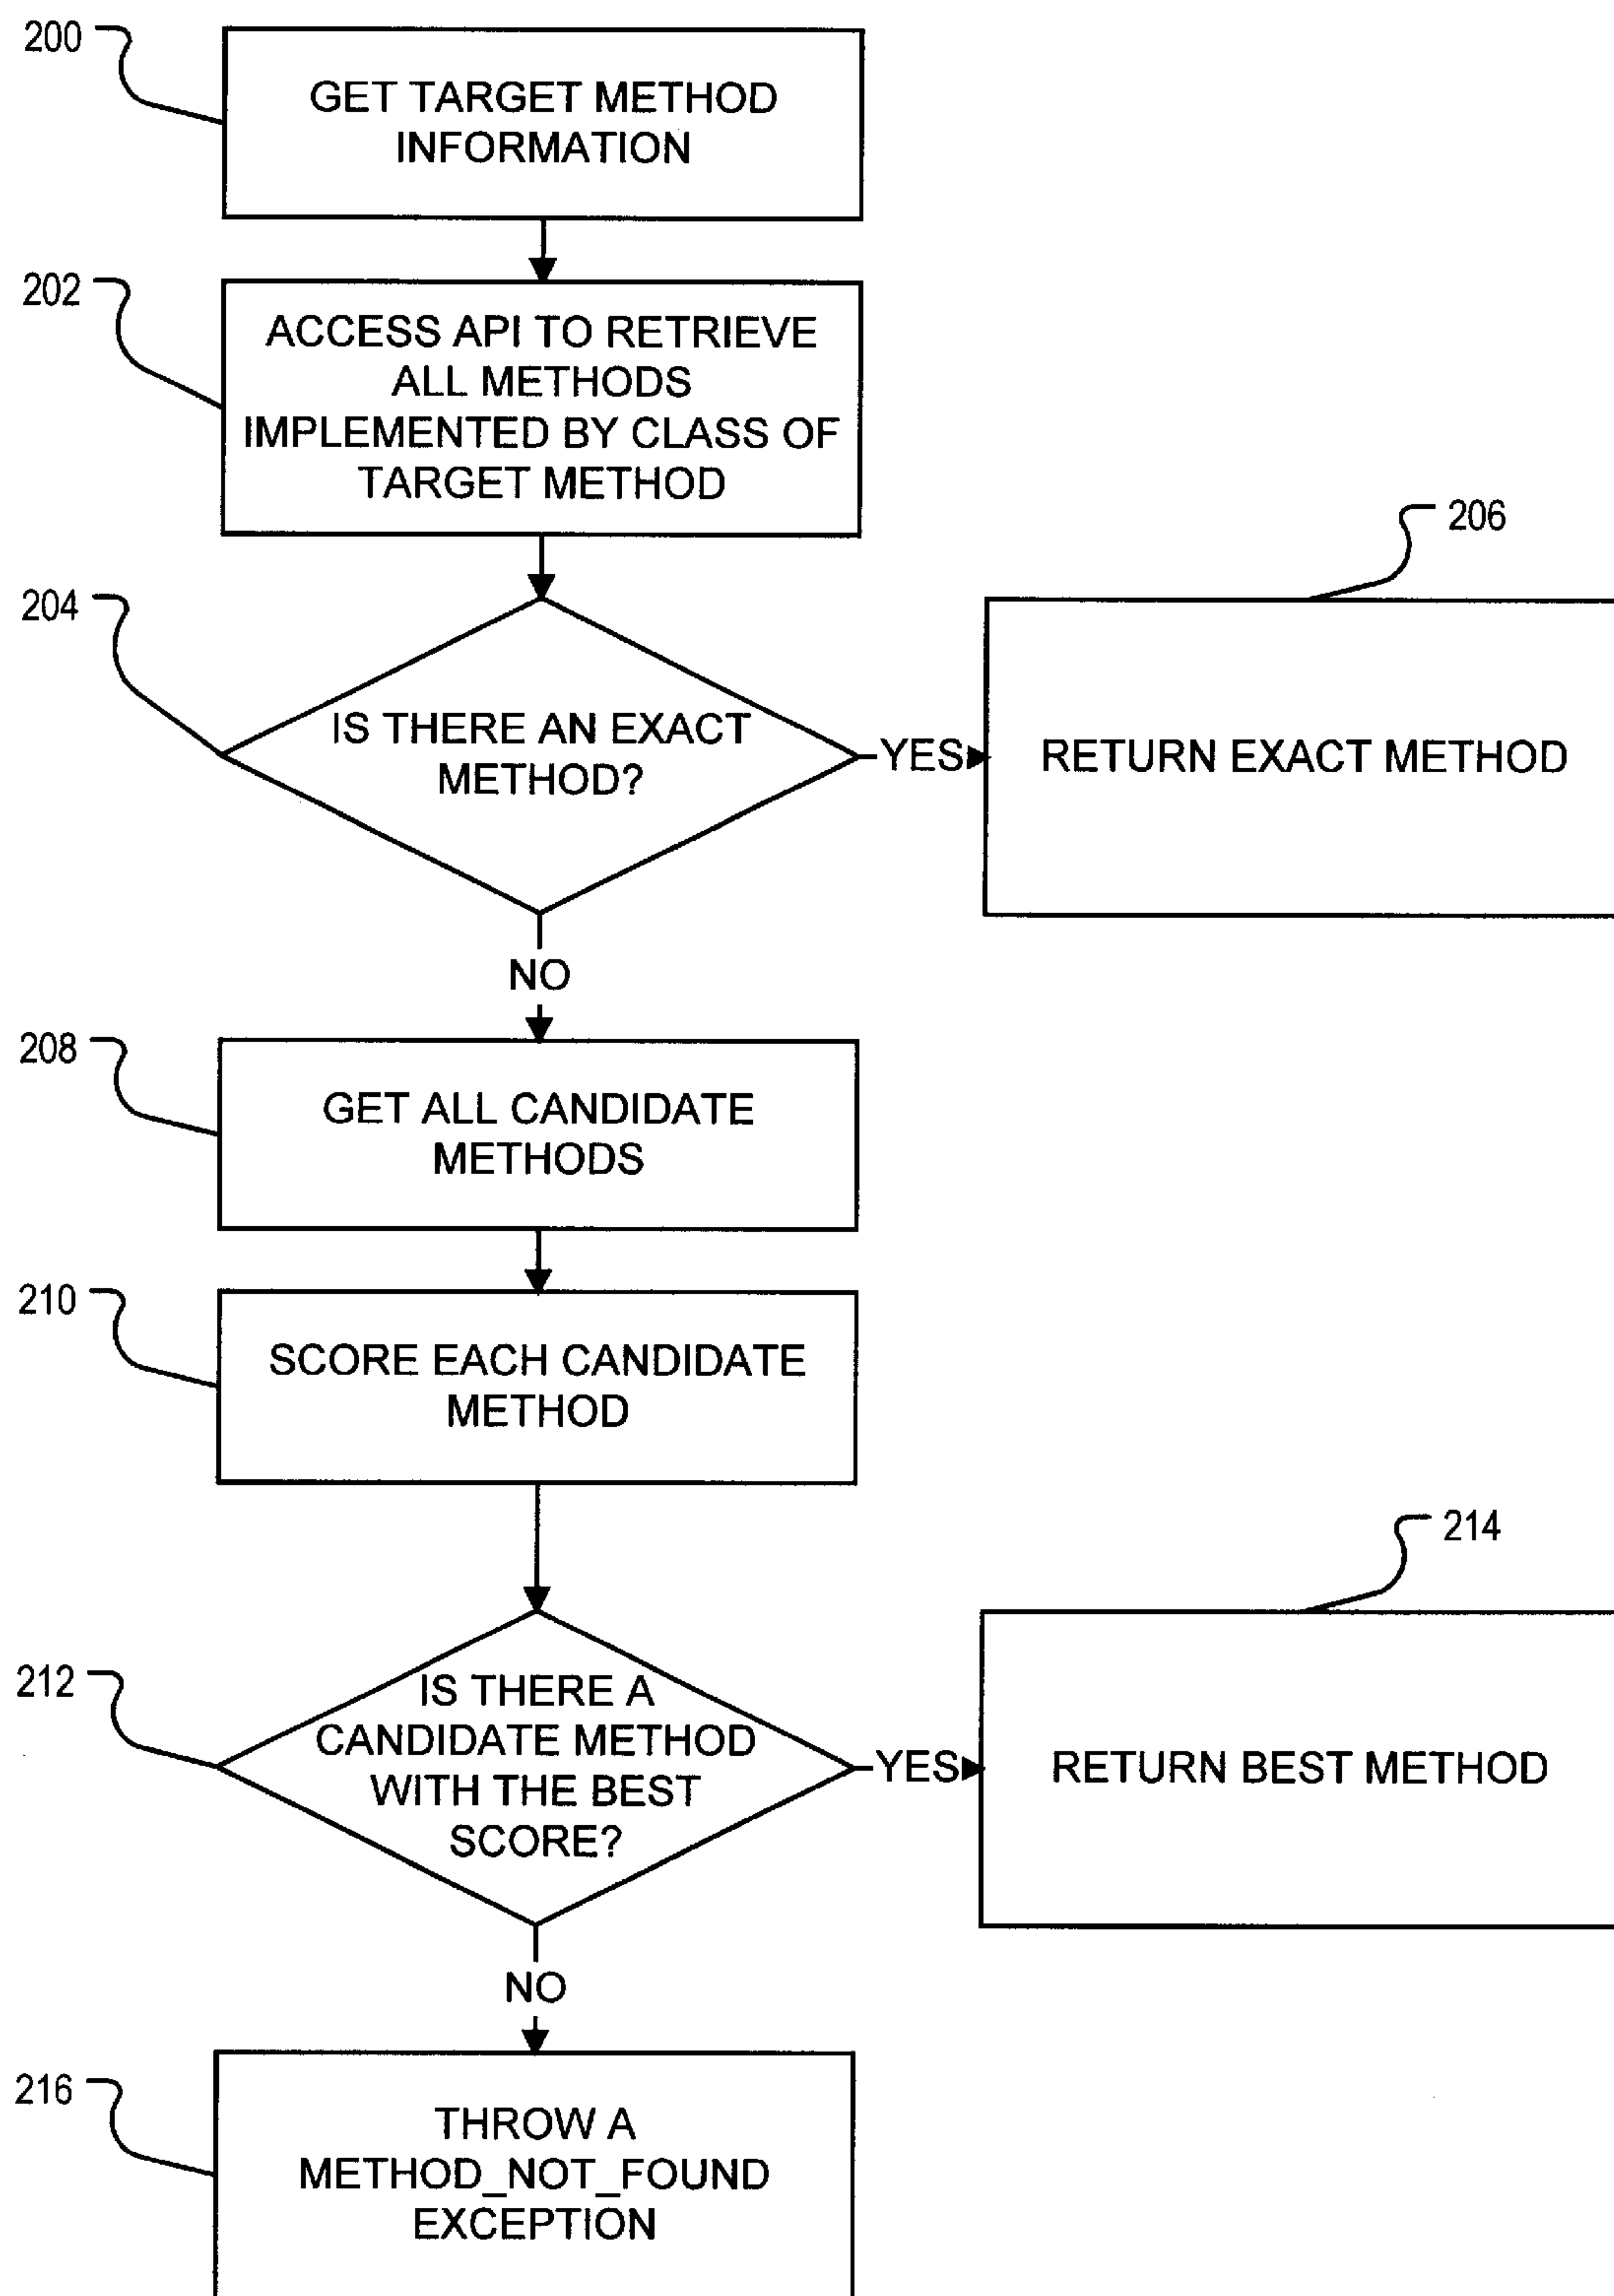 200
GET TARGET METHOD
INFORMATION
202
ACCESS API TO RETRIEVE
ALL METHODS
IMPLEMENTED BY CLASS OF
TARGET METHOD
206
204
IS THERE AN EXACT
METHOD?
YES
RETURN EXACT METHOD
NO
208
GET ALL CANDIDATE
METHODS
210
SCORE EACH CANDIDATE
METHOD
214
212
IS THERE A
CANDIDATE METHOD
WITH THE BEST
SCORE?
YES
RETURN BEST METHOD
NO
216
THROW A
METHOD_NOT_FOUND
EXCEPTION